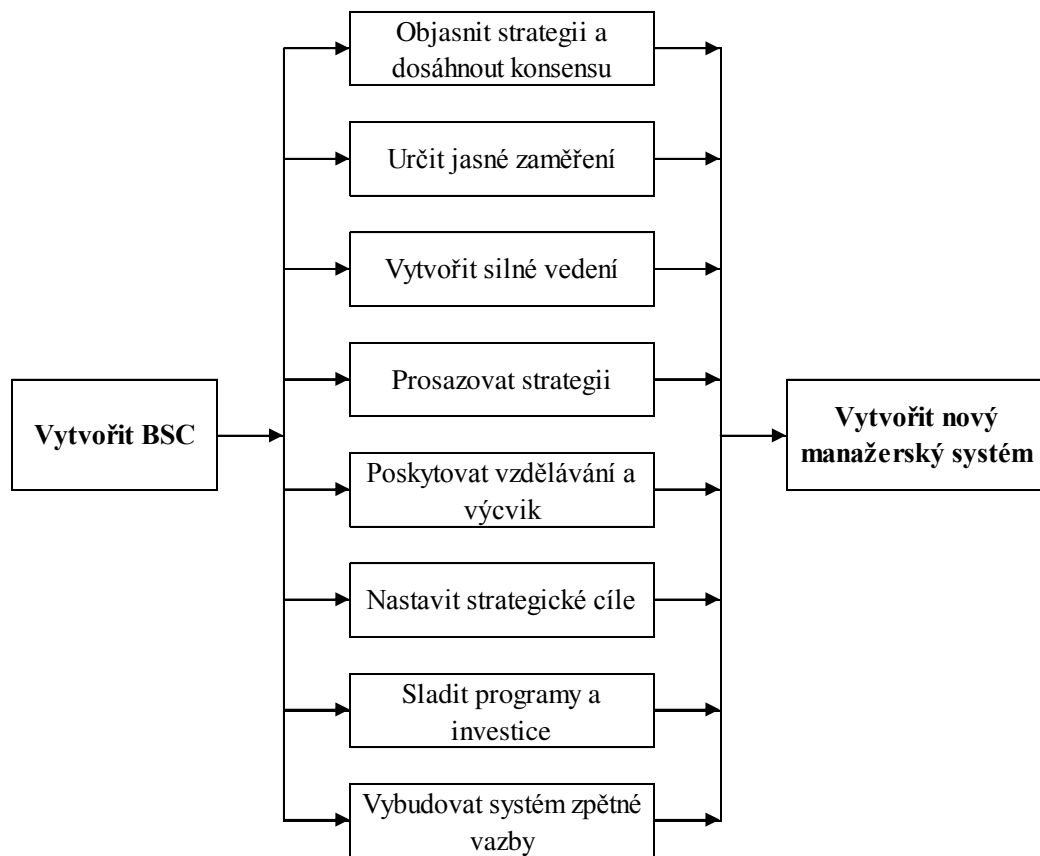 Objasnit strategii a
dosáhnout konsensu
Určit jasné zaměření
Vytvořit silné vedení
Prosazovat strategii
Vytvořit BSC
Vytvořit nový
manažerský systém
Poskytovat vzdělávání a
výcvik
Nastavit strategické cíle
Sladit programy a
investice
Vybudovat systém zpětné
vazby